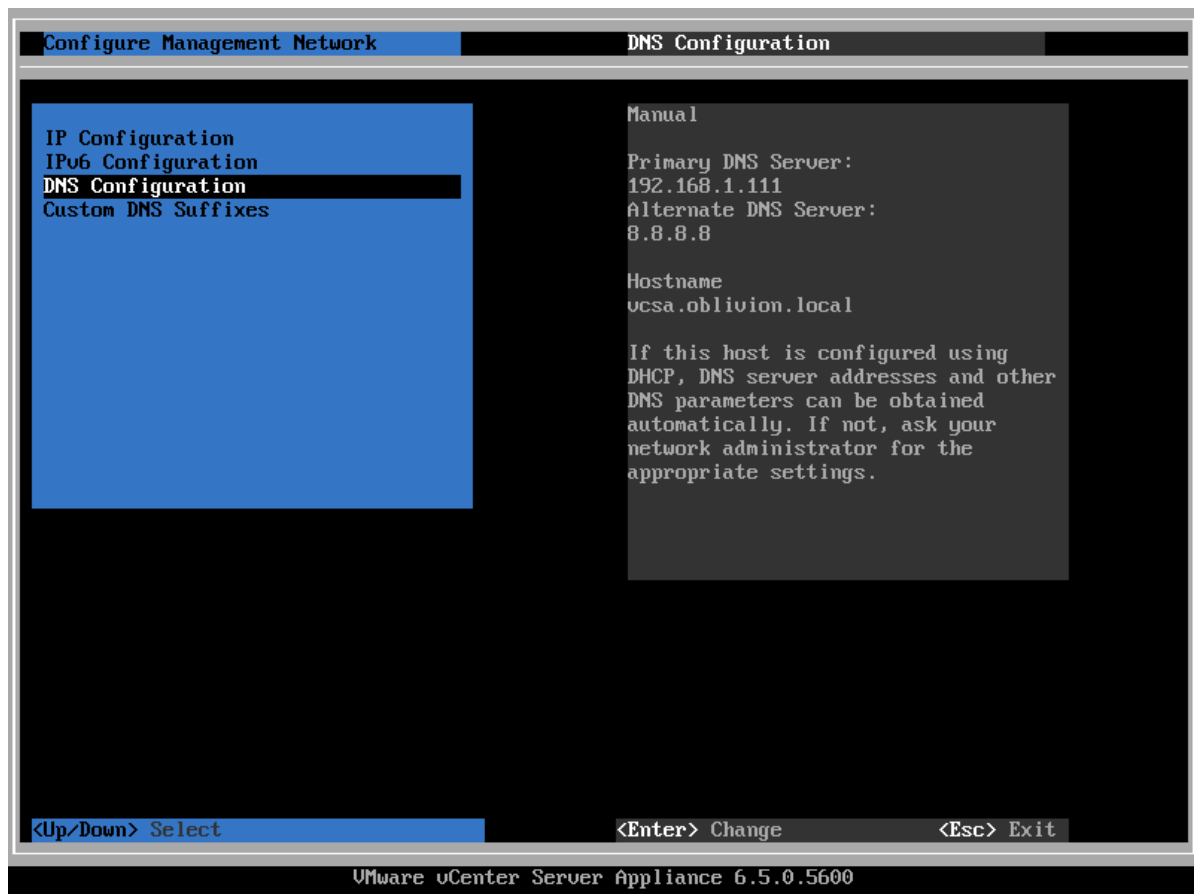 Configure Management Network
DNS Configuration
IP Configuration
IPv6 Configuration
DNS Configuration
Custom DNS Suffixes
Manual
Primary DNS Server:
192.168.1.111
Alternate DNS Server:
8.8.8.8
Hostname
vcsa.oblivion.local
If this host is configured using
DHCP, DNS server addresses and other
DNS parameters can be obtained
automatically. If not, ask your
network administrator for the
appropriate settings.
<Up/Down> Select
<Enter> Change
<Esc> Exit
VMware vCenter Server Appliance 6.5.0.5600